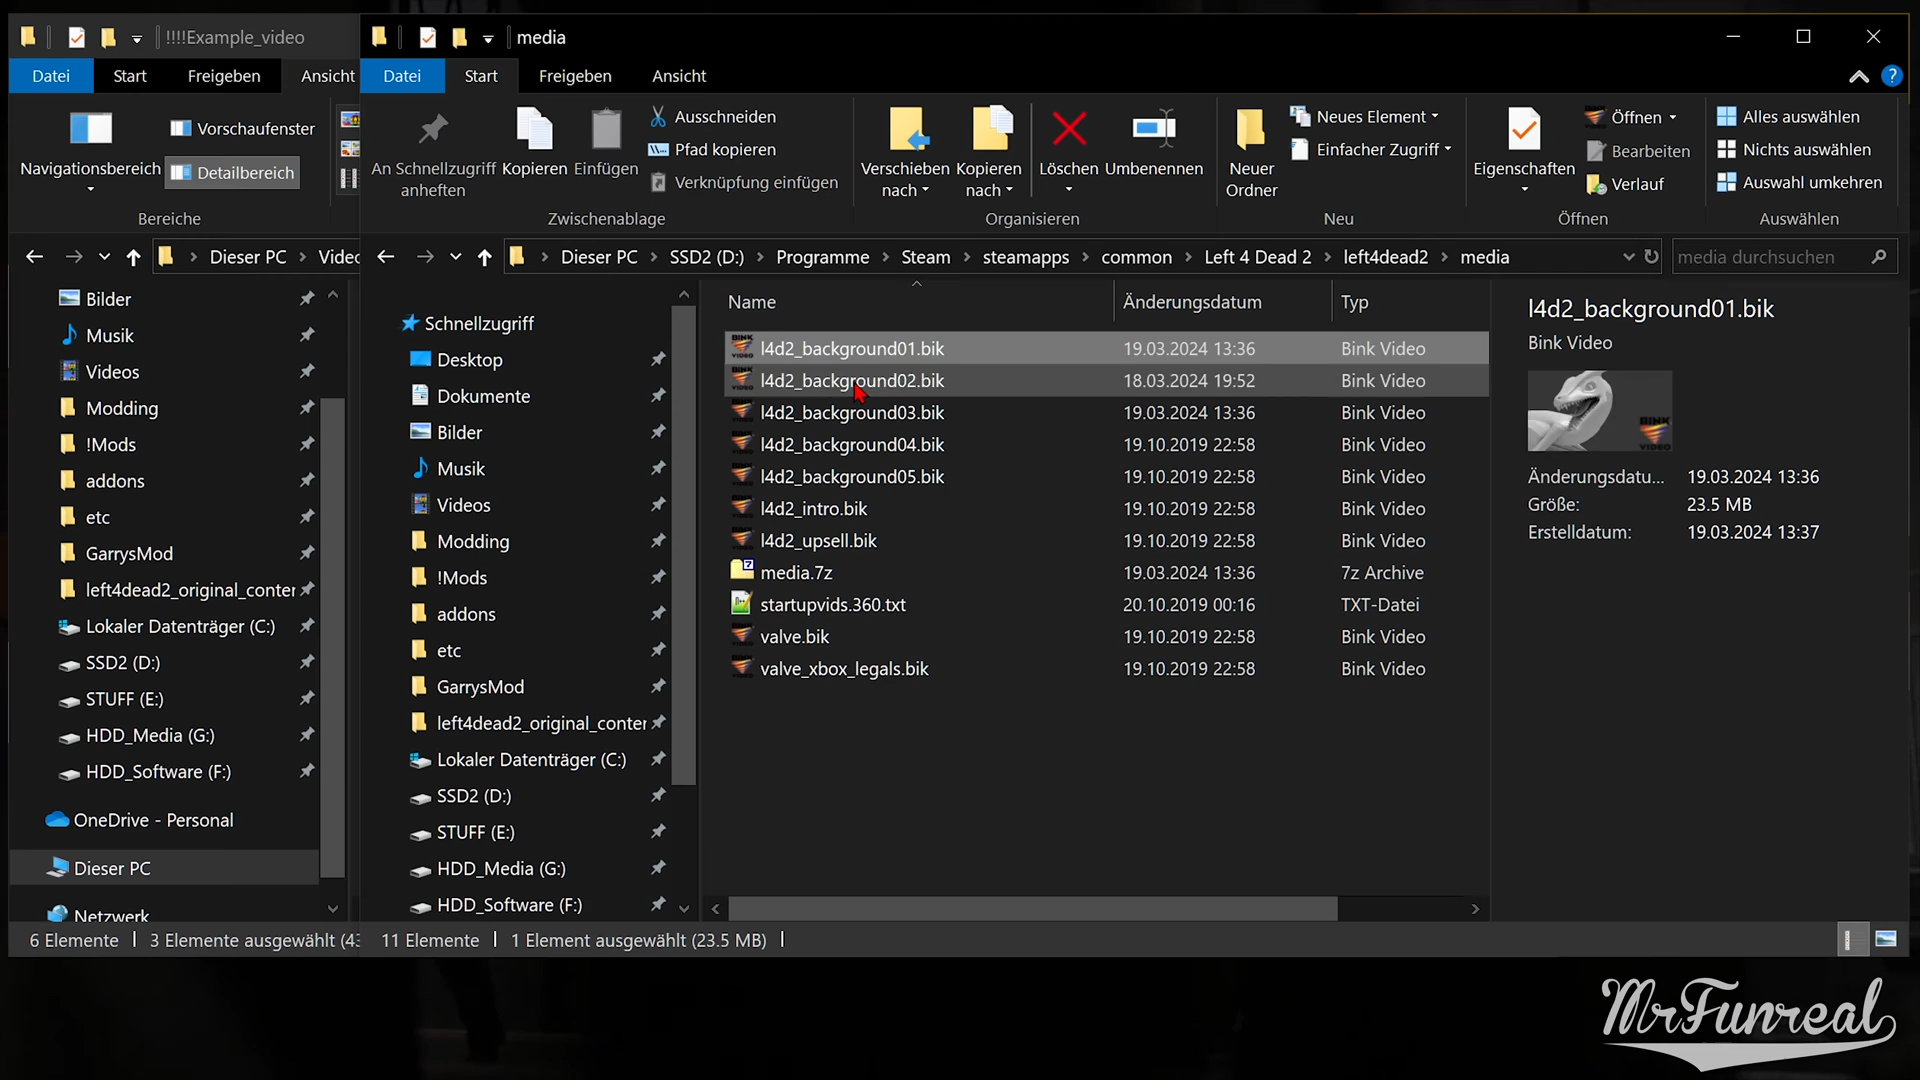 !!!!Example_video
Datei
Start
Freigeben
Ansicht
Navigationsbereich
Vorschaufenster
Detailbereich
Bereiche
Dieser PC
Bilder
Musik
Videos
Modding
!Mods
addons
etc
GarrysMod
left4dead2_original_conter
Lokaler Datenträger (C:)
SSD2 (D:)
STUFF (E:)
HDD_Media (G:)
HDD_Software (F:)
OneDrive - Personal
Dieser PC
Netzwerk
6 Elemente
3 Elemente ausgewählt
media
Datei
Start
Freigeben
Ansicht
An Schnellzugriff
anheften
Kopieren
Einfügen
Ausschneiden
Pfad kopieren
Verknüpfung einfügen
Zwischenablage
Verschieben
nach
Kopieren
nach
Löschen
Umbenennen
Organisieren
Neuer
Ordner
Neues Element
Einfacher Zugriff
Neu
Eigenschaften
Öffnen
Bearbeiten
Verlauf
Öffnen
Alles auswählen
Nichts auswählen
Auswahl umkehren
Auswählen
Dieser PC > SSD2 (D:) > Programme > Steam > steamapps > common > Left 4 Dead 2 > left4dead2 > media
media durchsuchen
Schnellzugriff
Desktop
Dokumente
Bilder
Musik
Videos
Modding
!Mods
addons
etc
GarrysMod
left4dead2_original_conter
Lokaler Datenträger (C:)
SSD2 (D:)
STUFF (E:)
HDD_Media (G:)
HDD_Software (F:)
Name Änderungsdatum Typ
l4d2_background01.bik 19.03.2024 13:36 Bink Video
l4d2_background02.bik 18.03.2024 19:52 Bink Video
l4d2_background03.bik 19.03.2024 13:36 Bink Video
l4d2_background04.bik 19.10.2019 22:58 Bink Video
l4d2_background05.bik 19.10.2019 22:58 Bink Video
l4d2_intro.bik 19.10.2019 22:58 Bink Video
l4d2_upsell.bik 19.10.2019 22:58 Bink Video
media.7z 19.03.2024 13:36 7z Archive
startupvids.360.txt 20.10.2019 00:16 TXT-Datei
valve.bik 19.10.2019 22:58 Bink Video
valve_xbox_legals.bik 19.10.2019 22:58 Bink Video
l4d2_background01.bik
Bink Video
BINK
VIDEO
Änderungsdatu... 19.03.2024 13:36
Größe: 23.5 MB
Erstelldatum: 19.03.2024 13:37
11 Elemente
1 Element ausgewählt (23.5 MB)
MrFunreal